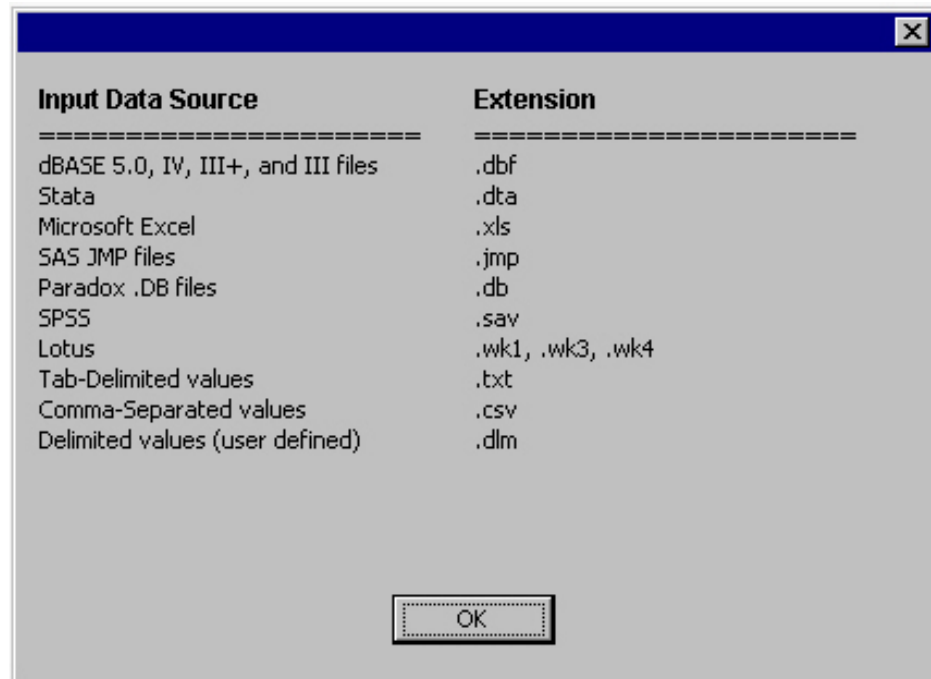 Input Data Source Extension
====================== ======================
dBASE 5.0, IV, III+, and III files .dbf
Stata .dta
Microsoft Excel .xls
SAS JMP files .jmp
Paradox .DB files .db
SPSS .sav
Lotus .wk1, .wk3, .wk4
Tab-Delimited values .txt
Comma-Separated values .csv
Delimited values (user defined) .dlm
OK